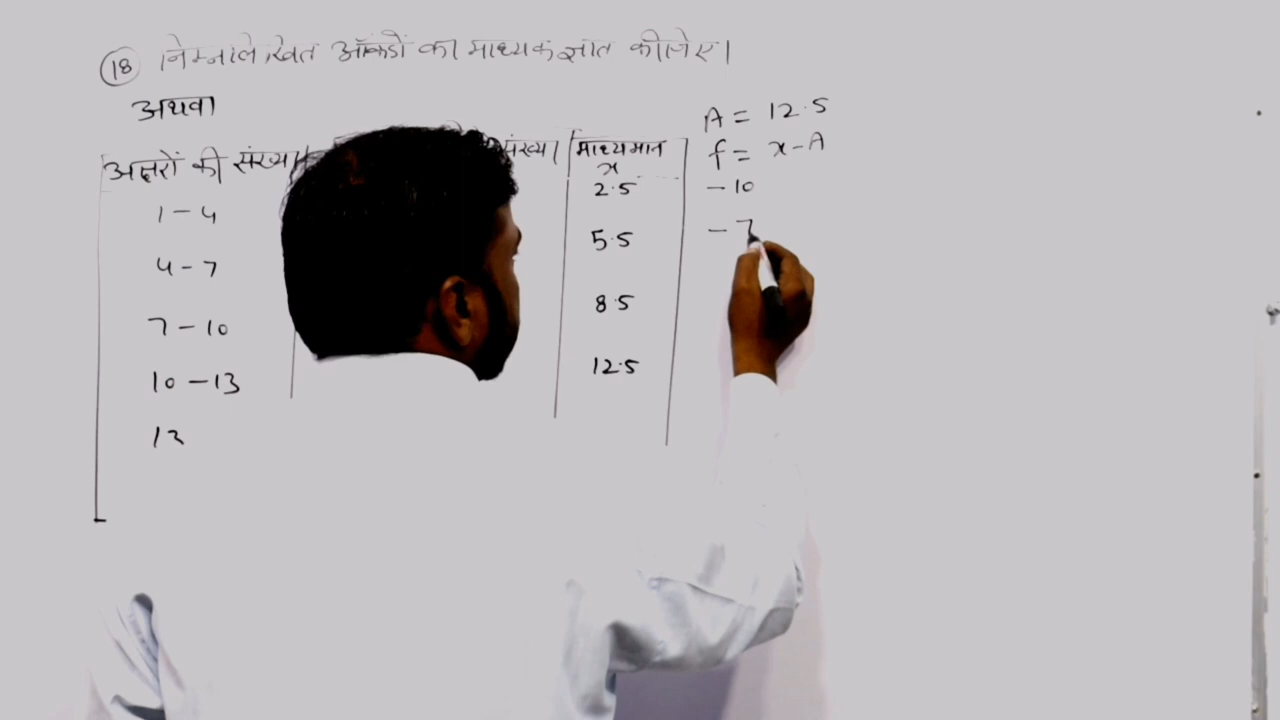 18 निम्नलिखित आँकडों का माध्यक ज्ञात कीजिए।
अथवा
A = 12.5
अक्षरों की संख्या संख्या माध्यमान x f = x - A
1 - 4 2.5 - 10
4 - 7 5.5 - 7
7 - 10 8.5
10 - 13 12.5
13